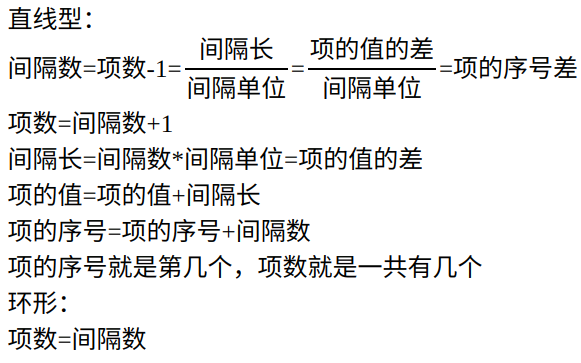 直线型：
间隔数=项数-1=间隔长/间隔单位=项的值的差/间隔单位=项的序号差
项数=间隔数+1
间隔长=间隔数*间隔单位=项的值的差
项的值=项的值+间隔长
项的序号=项的序号+间隔数
项的序号就是第几个，项数就是一共有几个
环形：
项数=间隔数